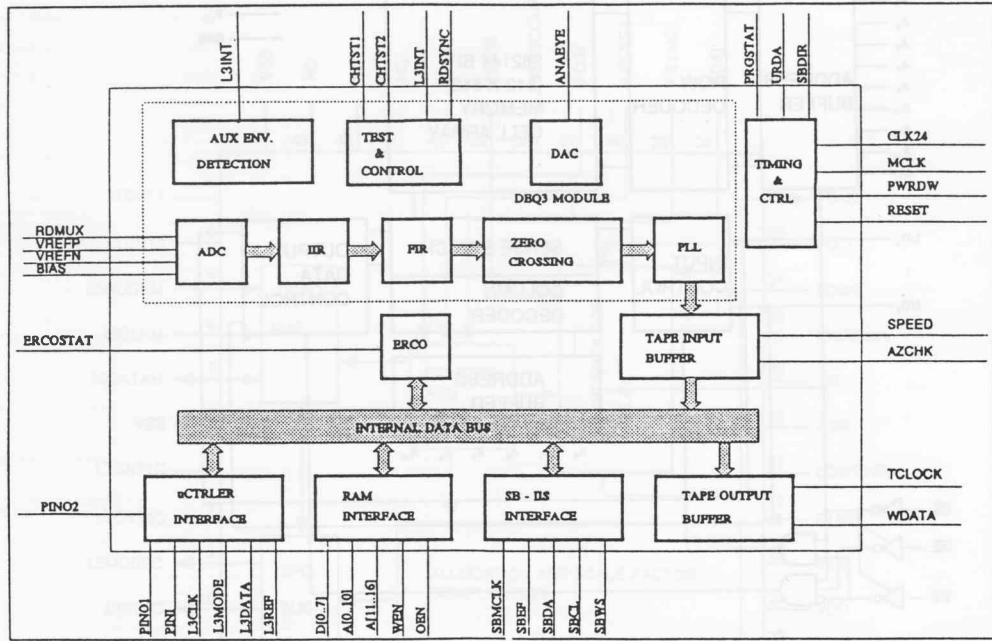 L3INT
CHTST1
CHTST2
L3INT
RDSYNC
ANAEYE
PRGSTAT
URDA
SBDIR
AUX ENV.
DETECTION
TEST
&
CONTROL
DAC
DBQ3 MODULE
TIMING
&
CTRL
CLX24
MCLK
PWRDW
RESET
RDMUX
VREFP
VREFN
BIAS
ADC
IIR
FIR
ZERO
CROSSING
PLL
ERCOSTAT
ERCO
TAPE INPUT
BUFFER
SPEED
AZCHK
INTERNAL DATA BUS
PINO2
uCTRLER
INTERFACE
RAM
INTERFACE
SB - IIS
INTERFACE
TAPE OUTPUT
BUFFER
TCLOCK
WDATA
PINO1
PINI
L3CLK
L3MODE
L3DATA
L3REF
D[0..7]
A[0..10]
A[11..16]
WEN
OEN
SBMCLK
SBEF
SBDA
SBCL
SBWS